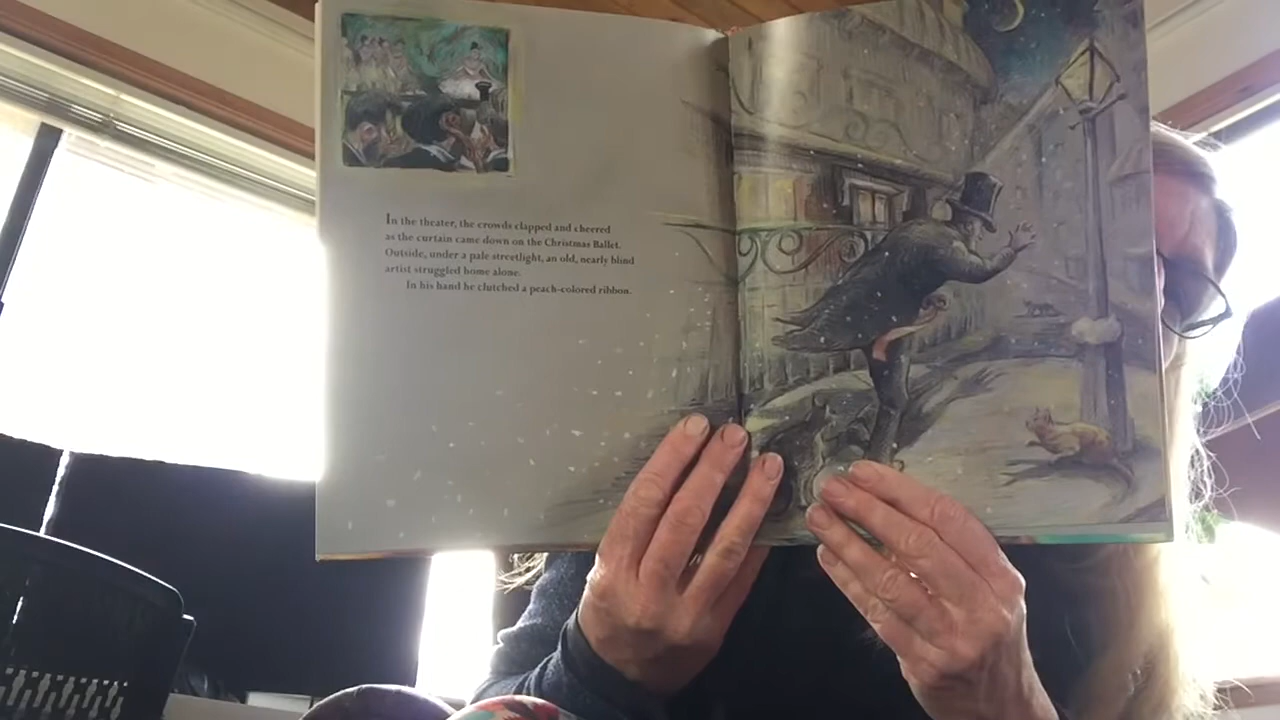 In the theater, the crowds clapped and cheered
as the curtain came down on the Christmas Ballet.
Outside, under a pale streetlight, an old, nearly blind
artist struggled home alone.
In his hand he clutched a peach-colored ribbon.